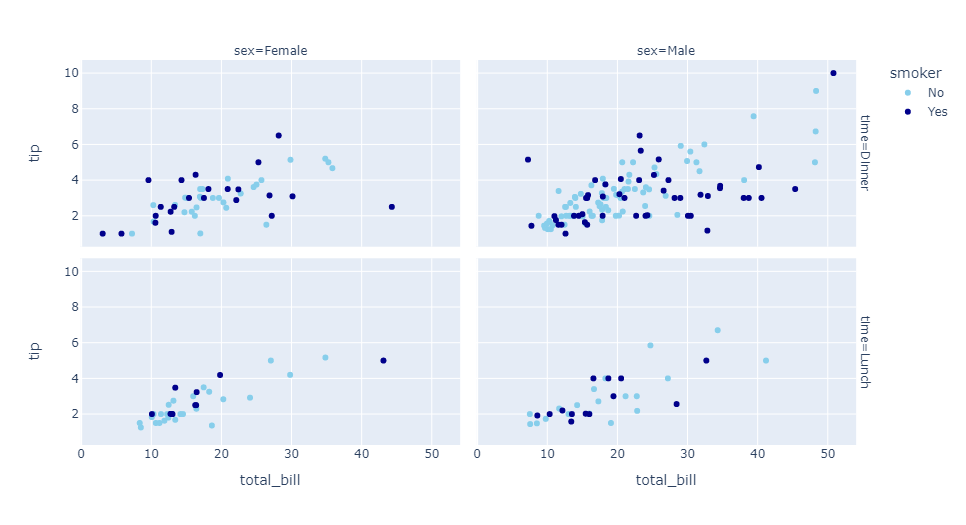 sex=Female
sex=Male
smoker
No
Yes
10
8
6
4
2
tip
time=Dinner
10
8
6
4
2
tip
time=Lunch
0 10 20 30 40 50
0 10 20 30 40 50
total_bill
total_bill